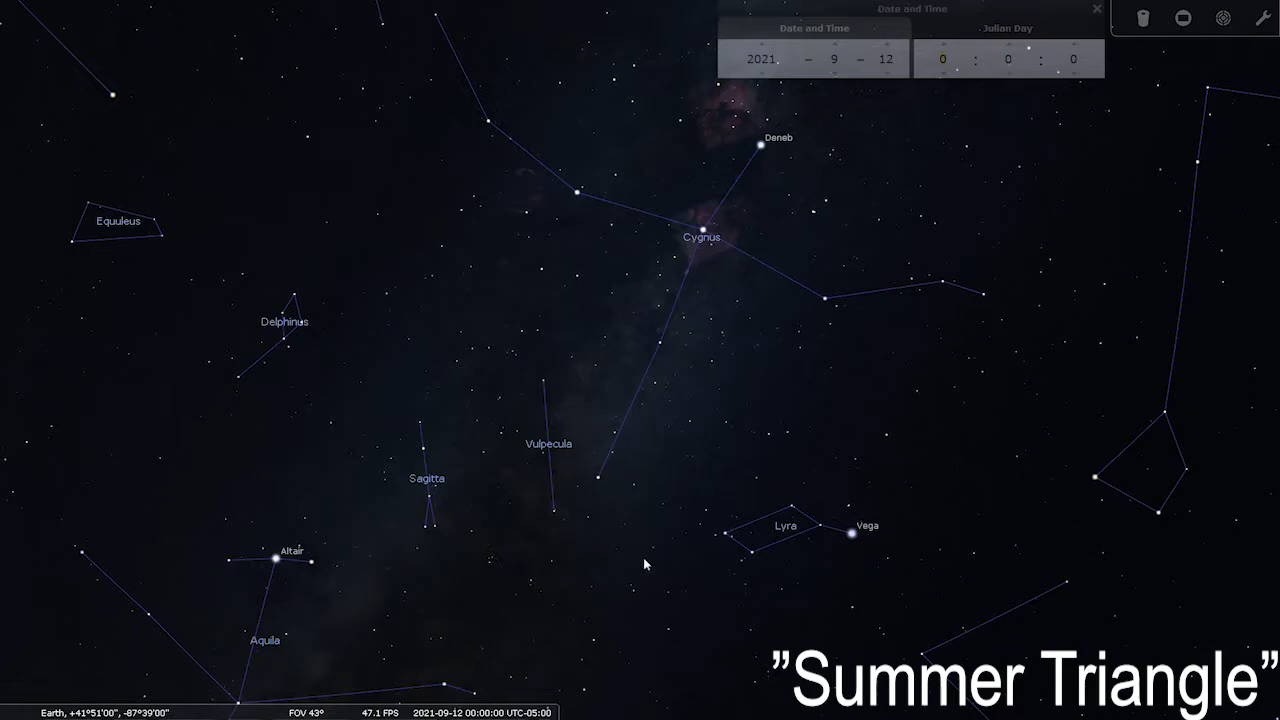 Date and Time
Date and Time
Julian Day
2021 - 9 - 12
0 : 0 : 0
Deneb
Equuleus
Cygnus
Delphinus
Vulpecula
Sagitta
Lyra
Vega
Altair
Aquila
"Summer Triangle"
Earth, +41°51'00", -87°39'00" FOV 43° 47.1 FPS 2021-09-12 00:00:00 UTC-05:00